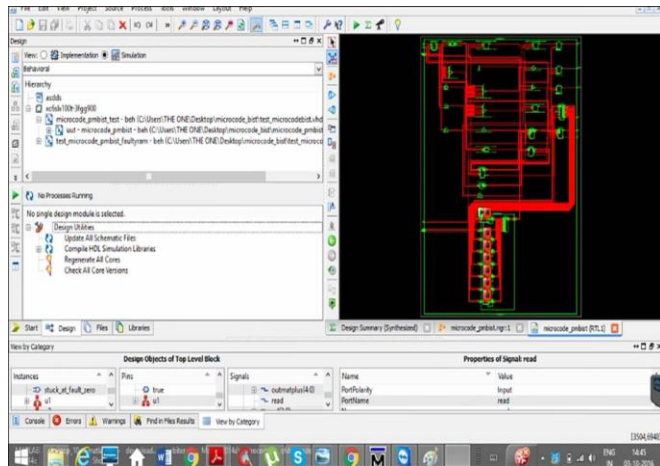 File Edit View Project Source Process Tools Window Layout Help
Design
View: Implementation Simulation
Behavioral
Hierarchy
asdds
microcode_pmbist_test - beh (C:\Users\THE ONE\Desktop\microcode_bist\test_microcodebist.vhd
uut - microcode_pmbist - beh (C:\Users\THE ONE\Desktop\microcode_bist\microcode_pmbist
test_microcode_pmbist_faultyram - beh (C:\Users\THE ONE\Desktop\microcode_bist\test_microco
No Processes Running
No single design module is selected.
Design Utilities
Update All Schematic Files
Compile HDL Simulation Libraries
Regenerate All Cores
Check All Core Versions
Start Design Files Libraries
Design Summary (Synthesized) microcode_pmbist.ngr:1 microcode_pmbist (RTL1)
View by Category
Design Objects of Top Level Block Properties of Signal: read
Instances Pins Signals Name Value
stuck_at_fault_zero true outmatplus(4:0) PortPolarity Input
u1 u1 read PortName read
Console Errors Warnings Find in Files Results View by Category
ENG 14:45
IN 03-10-2016